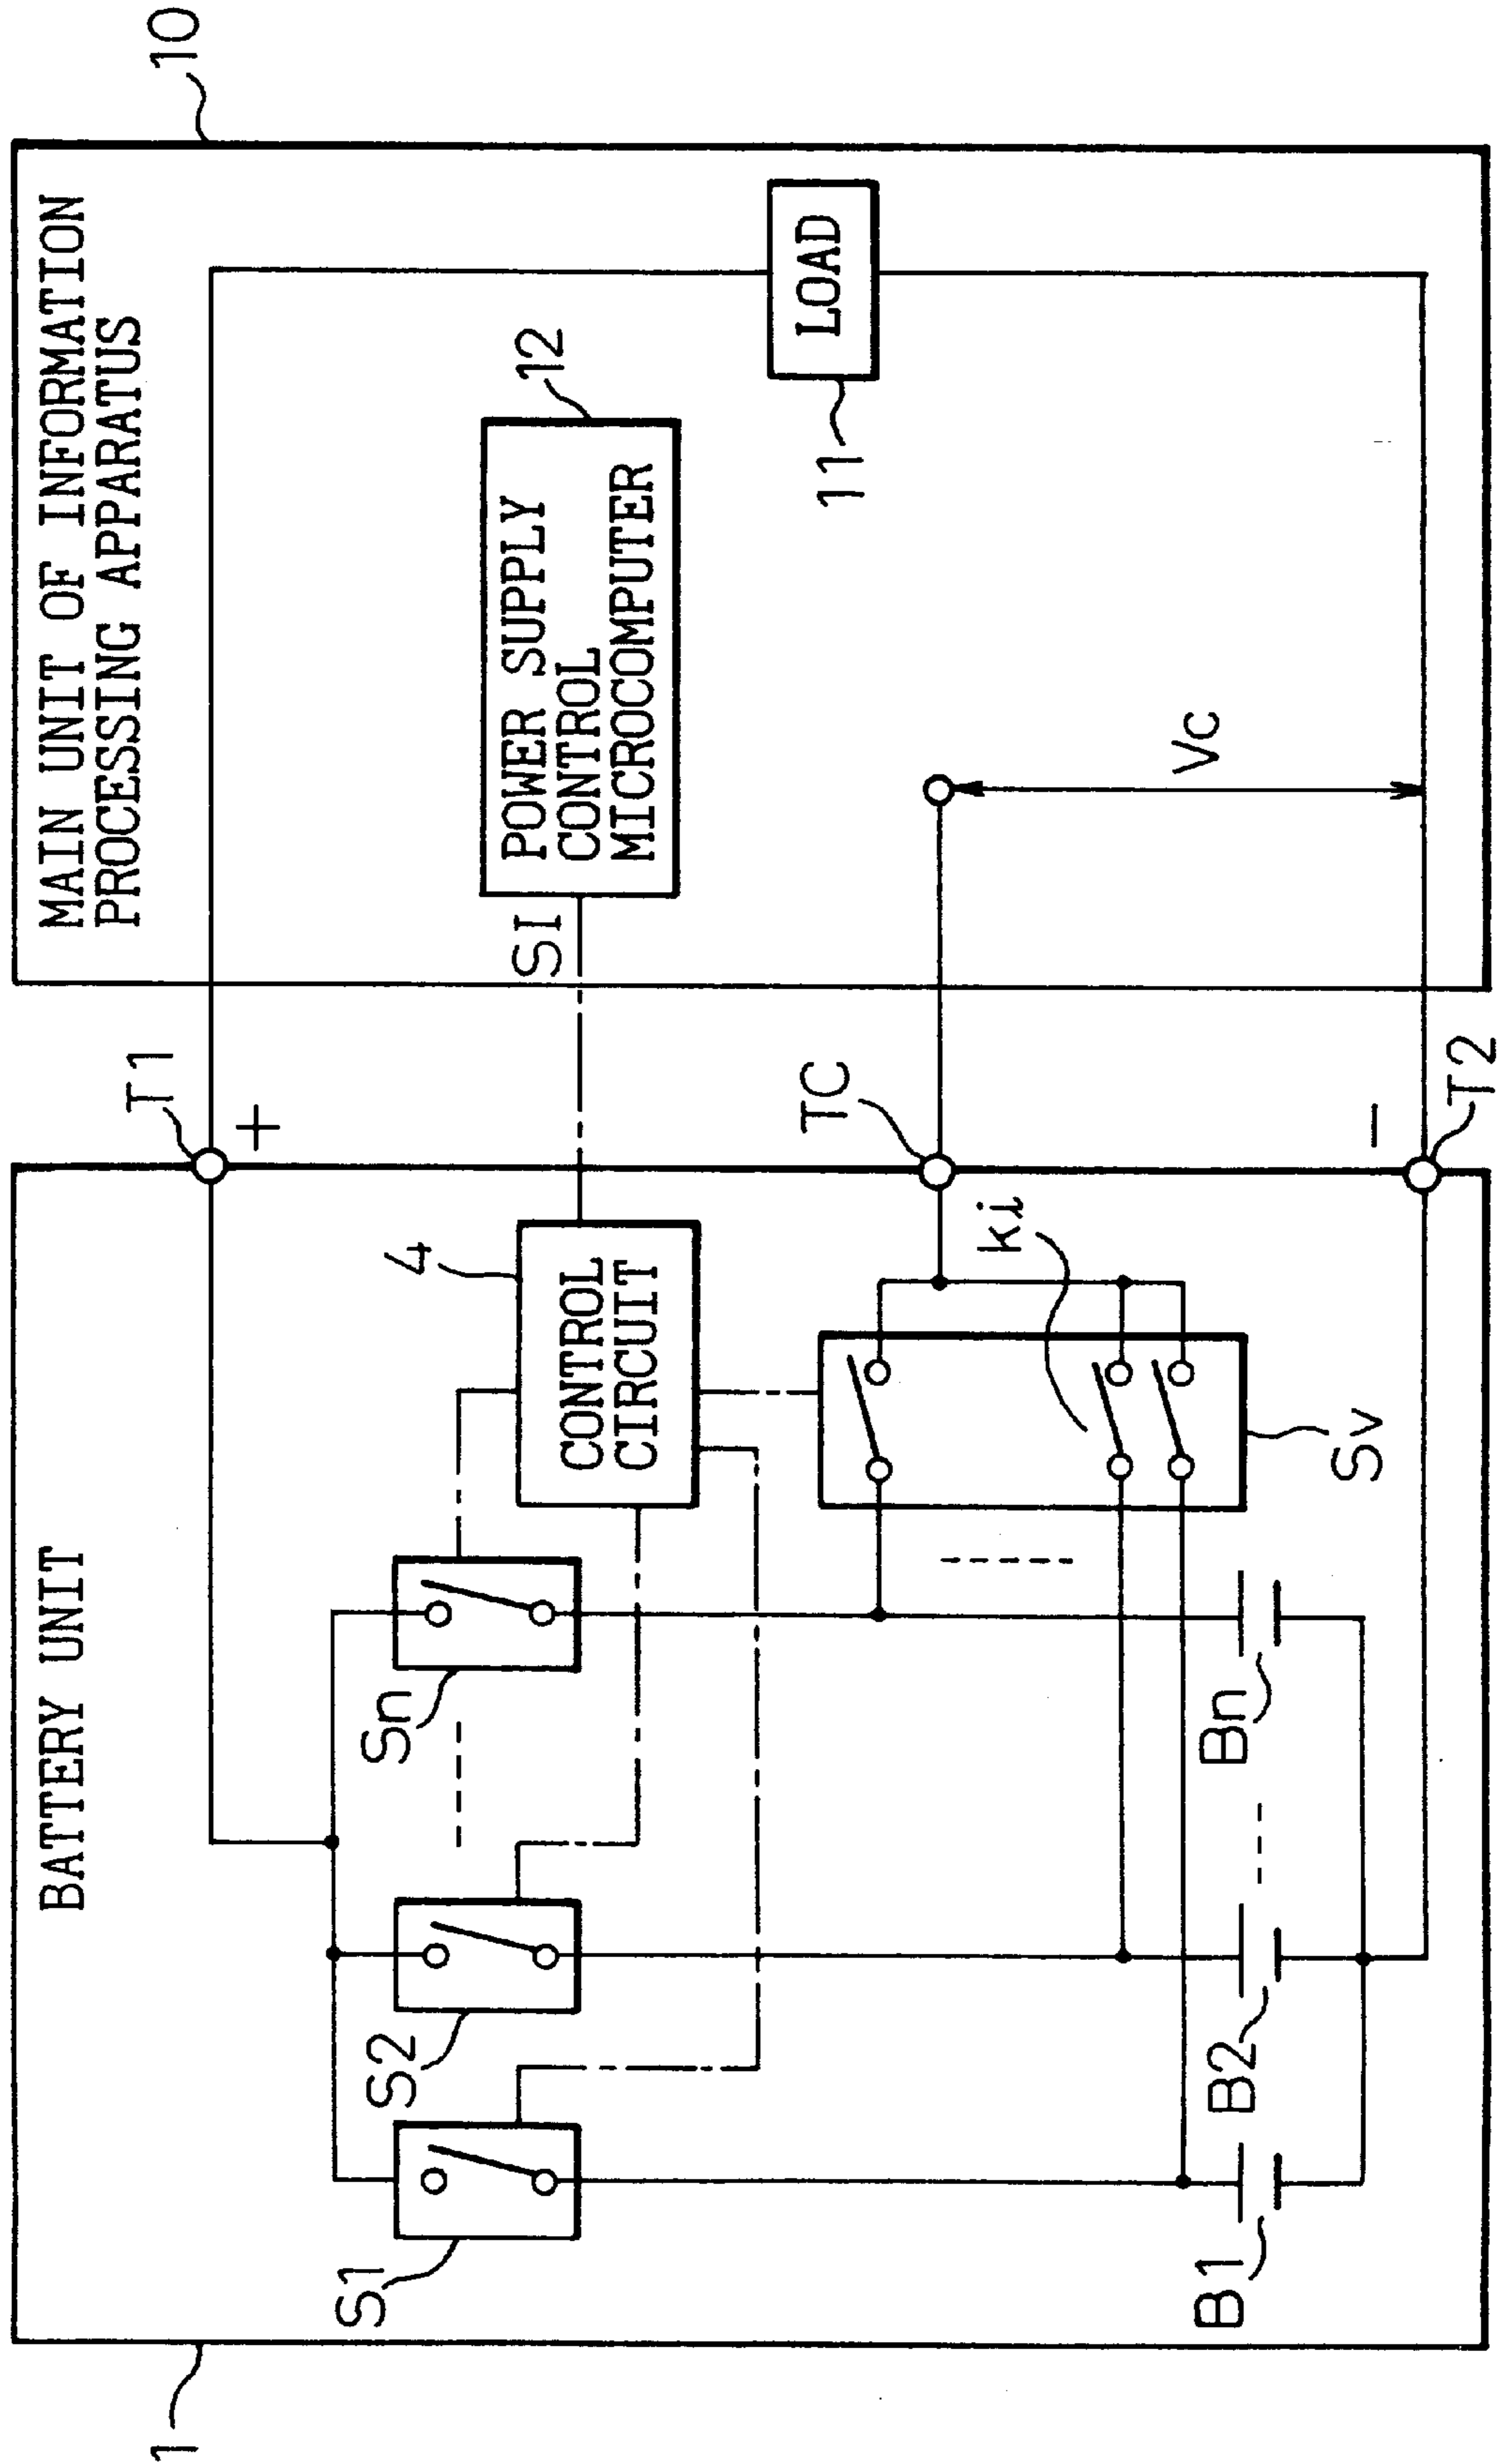 1
BATTERY UNIT
T1
+
MAIN UNIT OF INFORMATION
PROCESSING APPARATUS
10
S1
S2
Sn
4
CONTROL
CIRCUIT
SI
POWER SUPPLY
CONTROL
MICROCOMPUTER
12
LOAD
11
TC
ki
Sv
Vc
B1
B2
Bn
−
T2